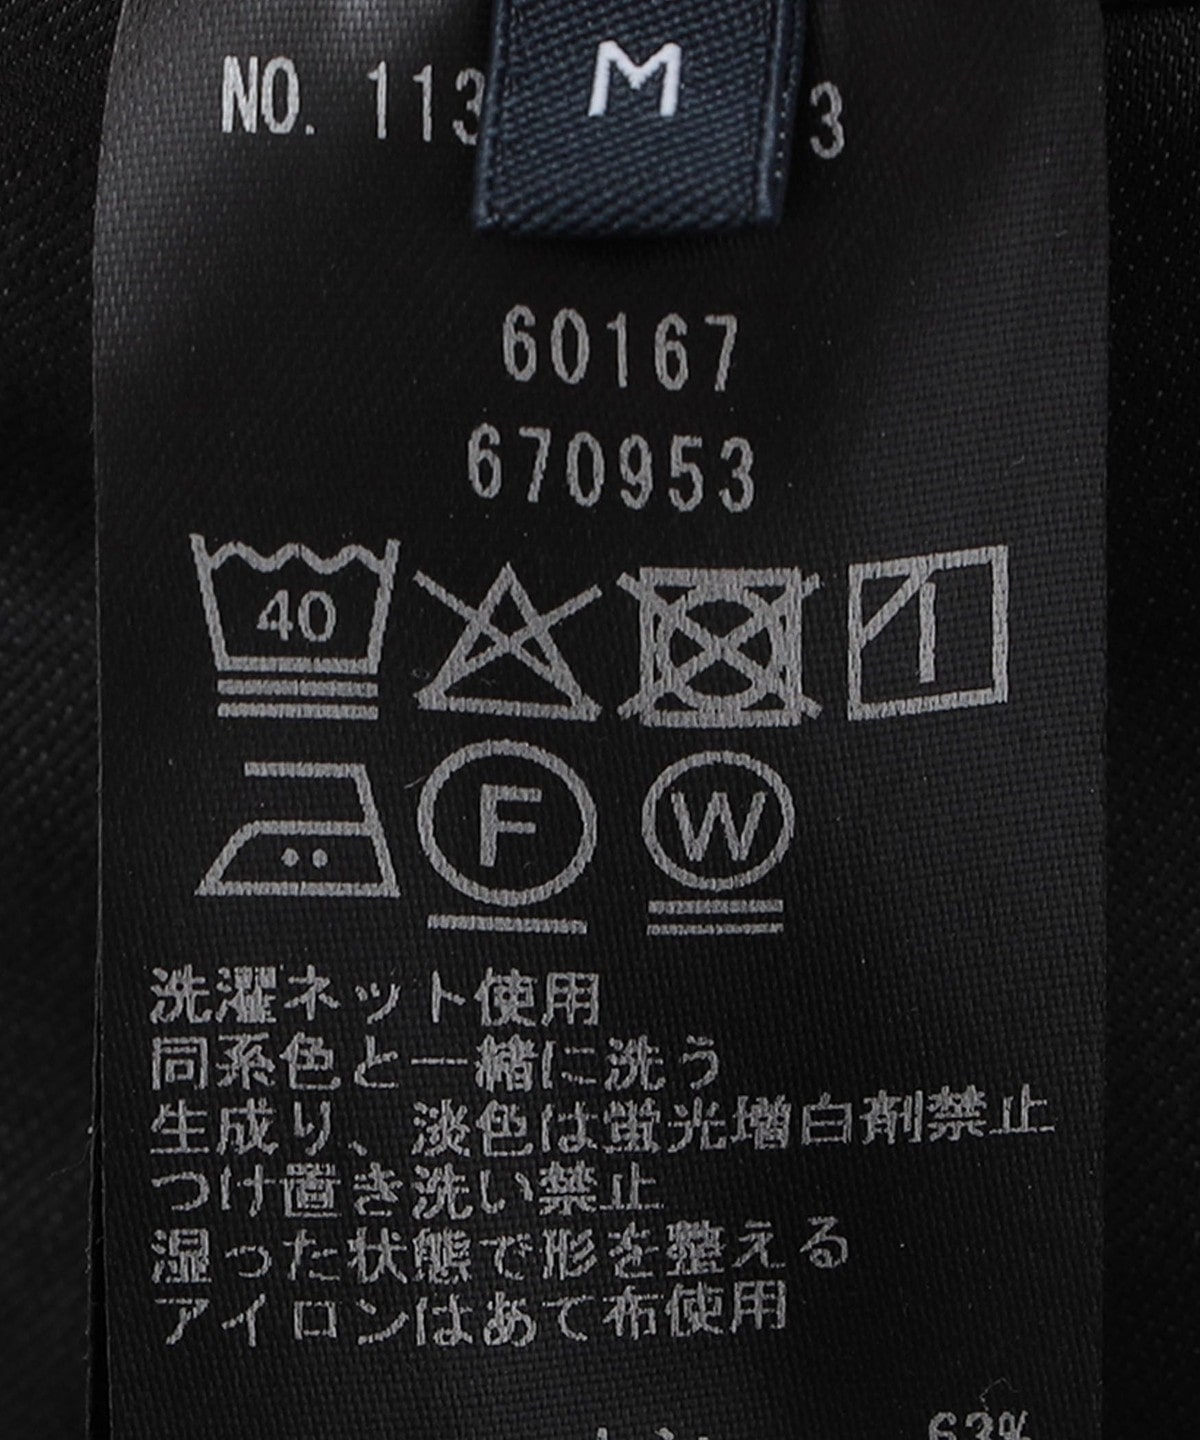 M
NO. 113 3
60167
670953
40
F
W
洗濯ネット使用
同系色と一緒に洗う
生成り、淡色は蛍光増白剤禁止
つけ置き洗い禁止
湿った状態で形を整える
アイロンはあて布使用
63%